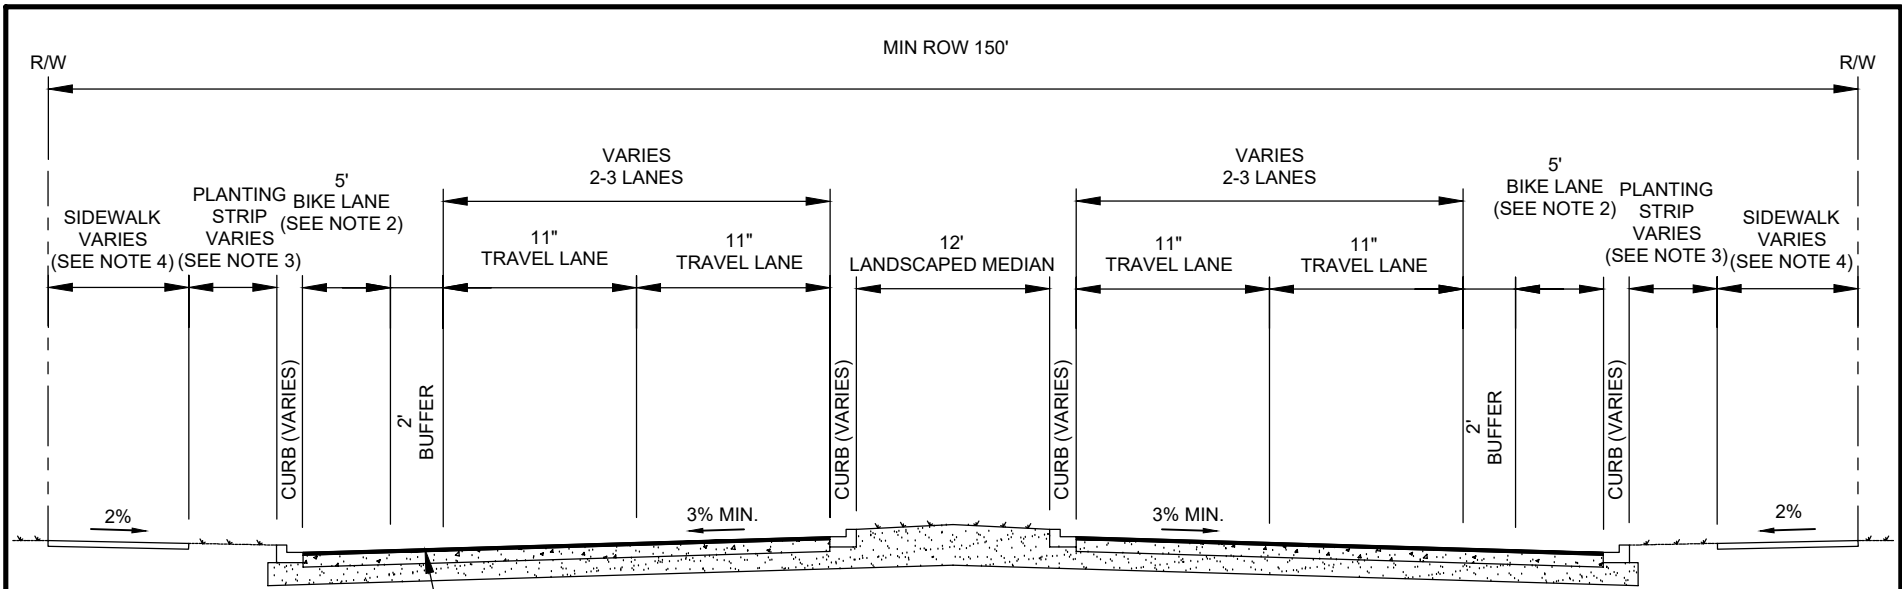 MIN ROW 150'
R/W
R/W
VARIES
2-3 LANES
VARIES
2-3 LANES
SIDEWALK
VARIES
(SEE NOTE 4)
PLANTING
STRIP
VARIES
(SEE NOTE 3)
5'
BIKE LANE
(SEE NOTE 2)
11"
TRAVEL LANE
11"
TRAVEL LANE
12'
LANDSCAPED MEDIAN
11"
TRAVEL LANE
11"
TRAVEL LANE
5'
BIKE LANE
(SEE NOTE 2)
PLANTING
STRIP
VARIES
(SEE NOTE 3)
SIDEWALK
VARIES
(SEE NOTE 4)
CURB (VARIES)
2'
BUFFER
CURB (VARIES)
CURB (VARIES)
2'
BUFFER
CURB (VARIES)
2%
3% MIN.
3% MIN.
2%